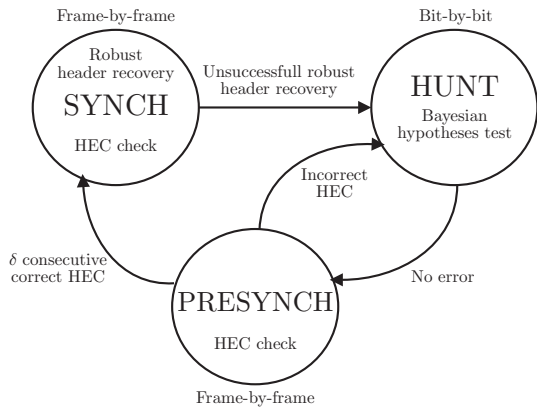 Frame-by-frame
Robust
header recovery
SYNCH
HEC check
Unsuccessfull robust
header recovery
Bit-by-bit
HUNT
Bayesian
hypotheses test
Incorrect
HEC
δ consecutive
correct HEC
No error
PRESYNCH
HEC check
Frame-by-frame